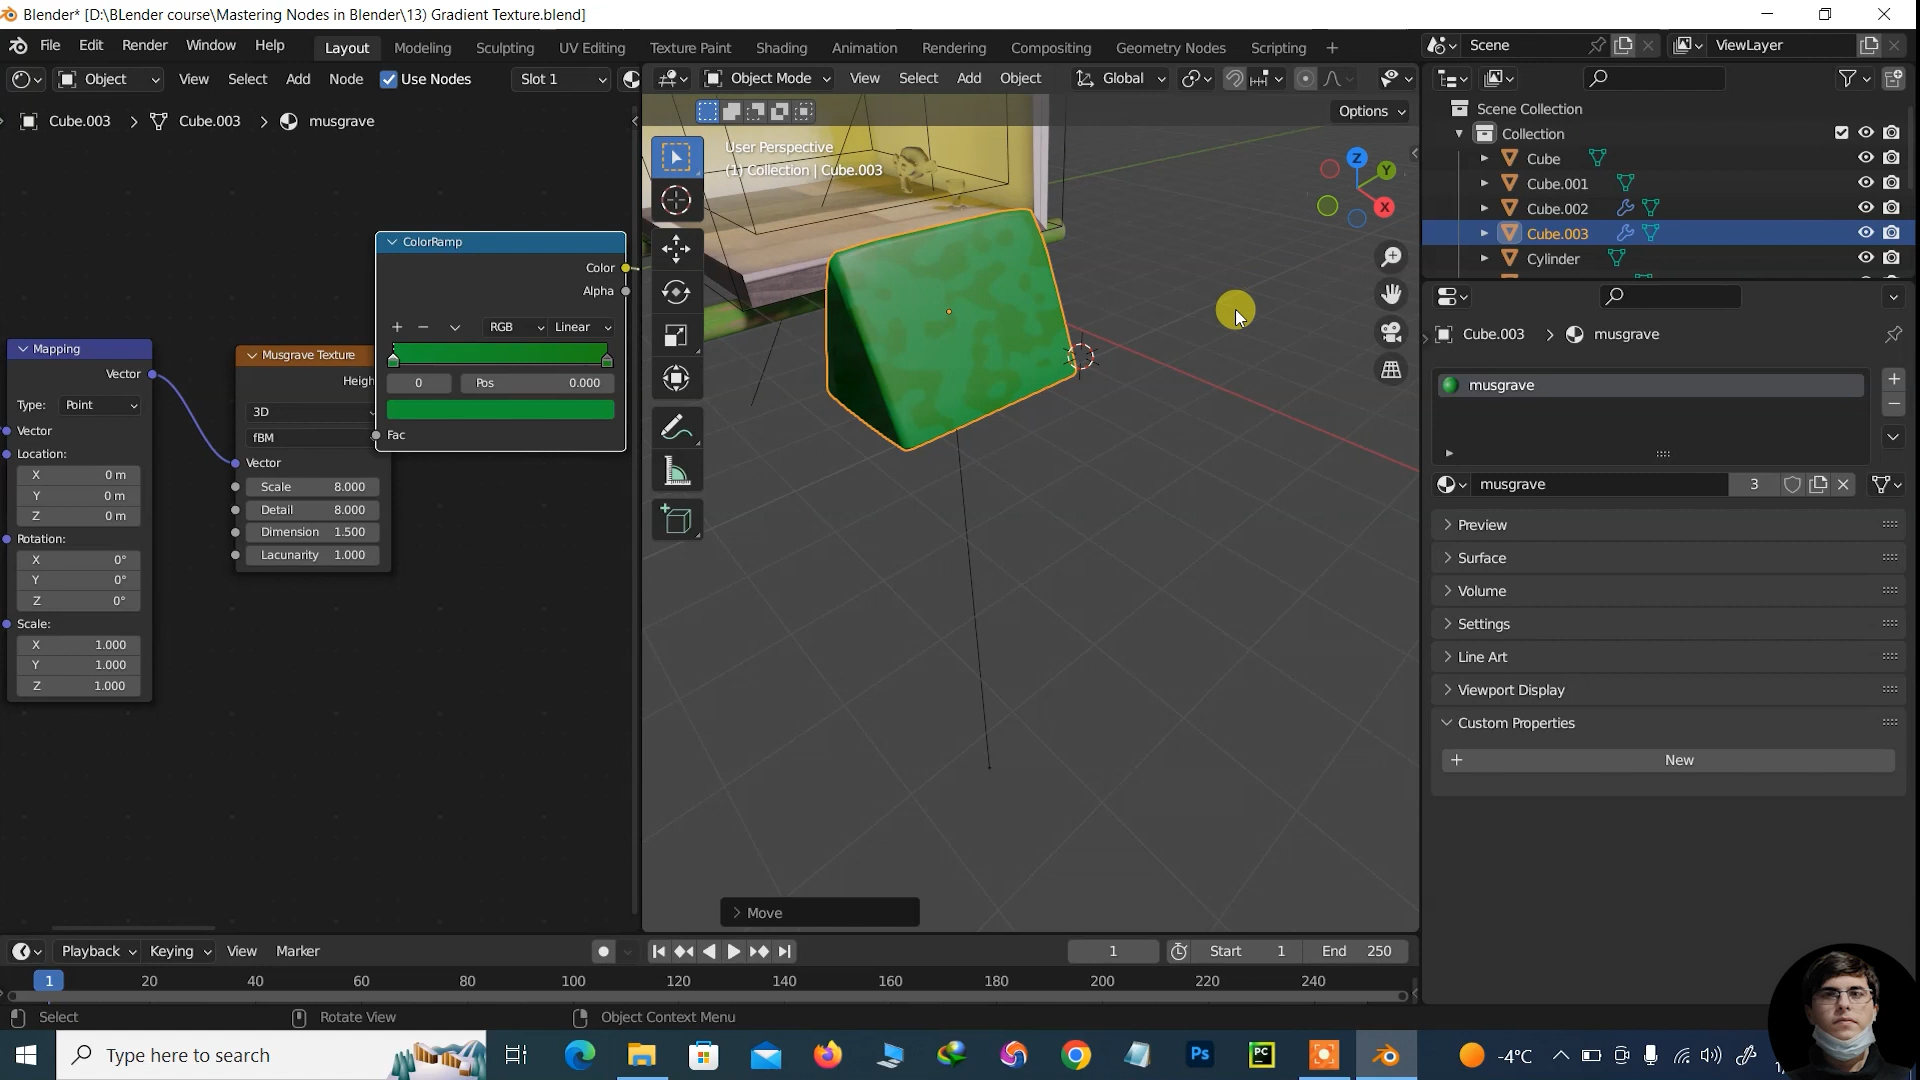 Blender* [D:\BLender course\Mastering Nodes in Blender\13) Gradient Texture.blend]
File Edit Render Window Help
Layout Modeling Sculpting UV Editing Texture Paint Shading Animation Rendering Compositing Geometry Nodes Scripting +
Scene
ViewLayer
Object View Select Add Node Use Nodes Slot 1
Object Mode View Select Add Object Global
Options
Cube.003 > Cube.003 > musgrave
User Perspective
(1) Collection | Cube.003
Z
Y
X
Scene Collection
Collection
Cube
Cube.001
Cube.002
Cube.003
Cylinder
ColorRamp
Color
Alpha
+ − RGB Linear
0 Pos 0.000
Fac
Mapping
Vector
Type: Point
Vector
Location:
X 0 m
Y 0 m
Z 0 m
Rotation:
X 0°
Y 0°
Z 0°
Scale:
X 1.000
Y 1.000
Z 1.000
Musgrave Texture
Heigh
3D
fBM
Vector
Scale 8.000
Detail 8.000
Dimension 1.500
Lacunarity 1.000
Move
Cube.003 > musgrave
musgrave
musgrave 3
Preview
Surface
Volume
Settings
Line Art
Viewport Display
Custom Properties
+ New
Playback Keying View Marker
1 Start 1 End 250
1 20 40 60 80 100 120 140 160 180 200 220 240
Select Rotate View Object Context Menu
Type here to search
Ps
PC
-4°C